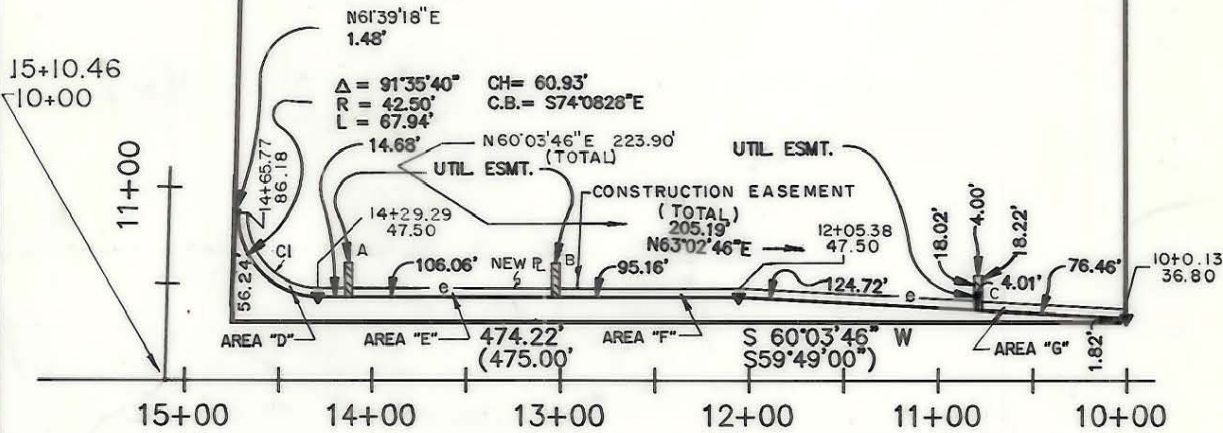 N61°39'18"E
1.48'
15+10.46
10+00
Δ = 91°35'40"
R = 42.50'
L = 67.94'
CH= 60.93'
C.B.= S74°08'28"E
14.68'
N60°03'46"E 223.90'
(TOTAL)
UTIL. ESMT.
UTIL. ESMT.
CONSTRUCTION EASEMENT
(TOTAL)
205.19'
N63°02'46"E
11+00
14+65.77
86.18
14+29.29
47.50
12+05.38
47.50
18.02'
4.00'
18.22'
10+0.13
36.80
56.24'
C1
A
106.06'
e
NEW PL
B
95.16'
124.72'
e
C
4.01'
76.46'
1.82'
AREA "D"
AREA "E"
474.22'
(475.00'
AREA "F"
S 60°03'46" W
S59°49'00")
AREA "G"
15+00
14+00
13+00
12+00
11+00
10+00